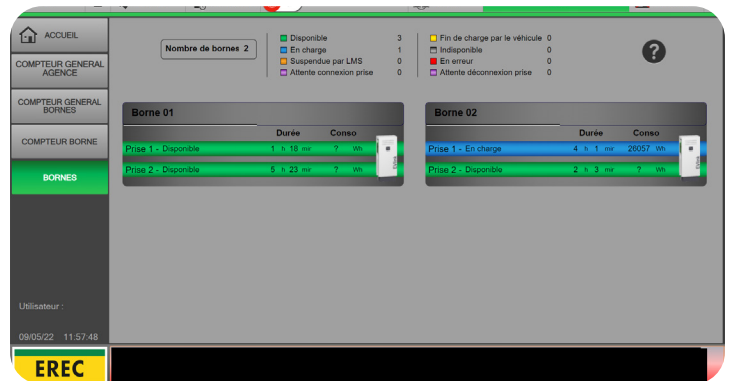 ACCUEIL
COMPTEUR GENERAL
AGENCE
COMPTEUR GENERAL
BORNES
COMPTEUR BORNE
BORNES
Utilisateur :
09/05/22 11:57:48
EREC
Nombre de bornes 2
Disponible 3
En charge 1
Suspendue par LMS 0
Attente connexion prise 0
Fin de charge par le véhicule 0
Indisponible 0
En erreur 0
Attente déconnexion prise 0
?
Borne 01
Durée Conso
Prise 1 - Disponible 1 h 18 mir ? Wh
Prise 2 - Disponible 5 h 23 mir ? Wh
Borne 02
Durée Conso
Prise 1 - En charge 4 h 1 mir 26057 Wh
Prise 2 - Disponible 2 h 3 mir ? Wh